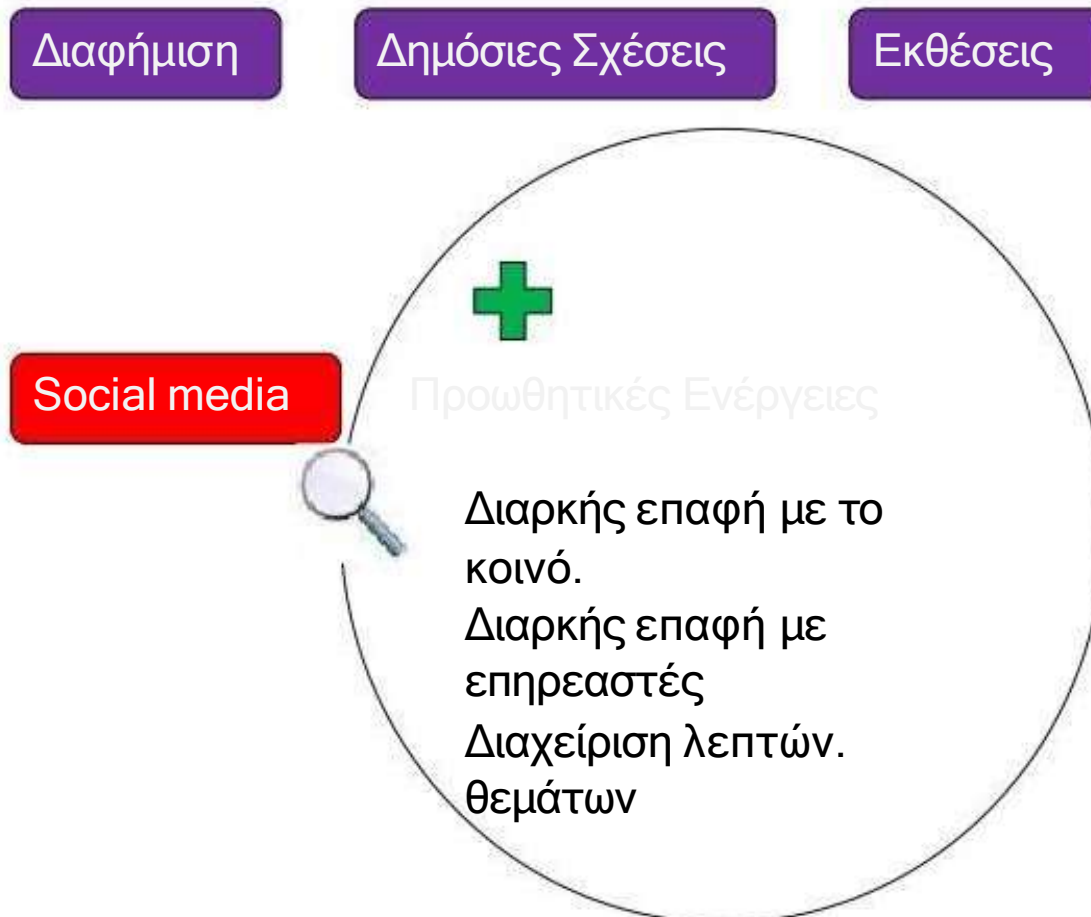 Διαφήμιση
Δημόσιες Σχέσεις
Εκθέσεις
Social media
Προωθητικές Ενέργειες
Διαρκής επαφή με το
κοινό.
Διαρκής επαφή με
επηρεαστές
Διαχείριση λεπτών.
θεμάτων